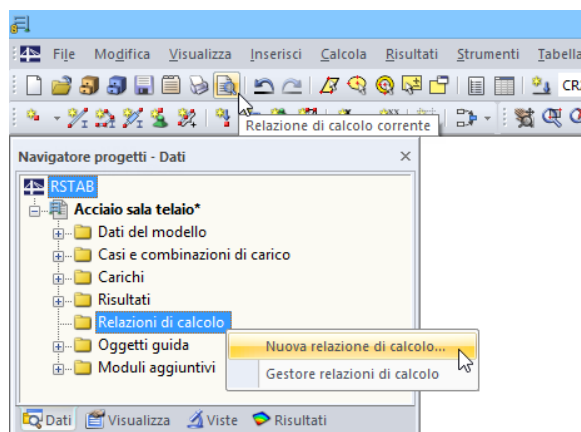 File Modifica Visualizza Inserisci Calcola Risultati Strumenti Tabella
CR
Relazione di calcolo corrente
Navigatore progetti - Dati
RSTAB
Acciaio sala telaio*
Dati del modello
Casi e combinazioni di carico
Carichi
Risultati
Relazioni di calcolo
Nuova relazione di calcolo...
Oggetti guida
Gestore relazioni di calcolo
Moduli aggiuntivi
Dati Visualizza Viste Risultati